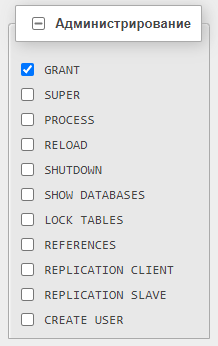 Администрирование
GRANT
SUPER
PROCESS
RELOAD
SHUTDOWN
SHOW DATABASES
LOCK TABLES
REFERENCES
REPLICATION CLIENT
REPLICATION SLAVE
CREATE USER